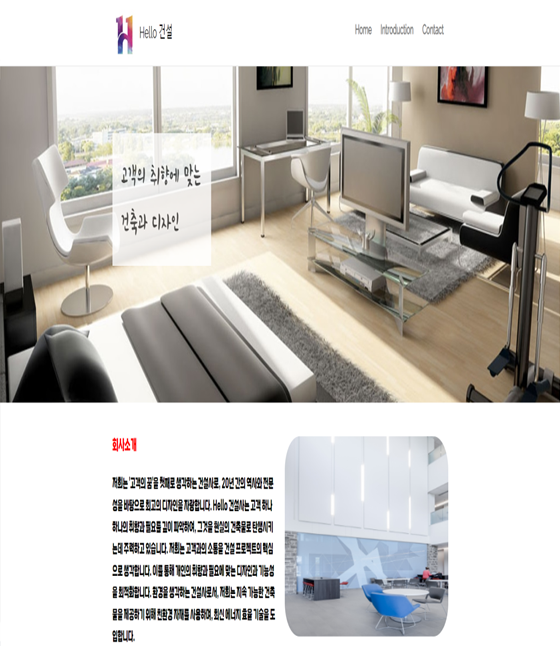 Hello 건설
Home Introduction Contact
고객의 취향에 맞는
건축과 디자인
회사소개
저희는 '고객의 꿈'을 첫째로 생각하는 건설사로, 20년 간의 역사와 전문
성을 바탕으로 최고의 디자인을 자랑합니다. Hello 건설사는 고객 하나
하나의 취향과 필요를 깊이 파악하여, 그것을 현실의 건축물로 탄생시키
는데 주력하고 있습니다. 저희는 고객과의 소통을 건설 프로젝트의 핵심
으로 생각합니다. 이를 통해 개인의 취향과 필요에 맞는 디자인과 기능성
을 최적화합니다. 환경을 생각하는 건설사로서, 저희는 지속 가능한 건축
물을 제공하기 위해 친환경 자재를 사용하며, 최신 에너지 효율 기술을 도
입합니다.